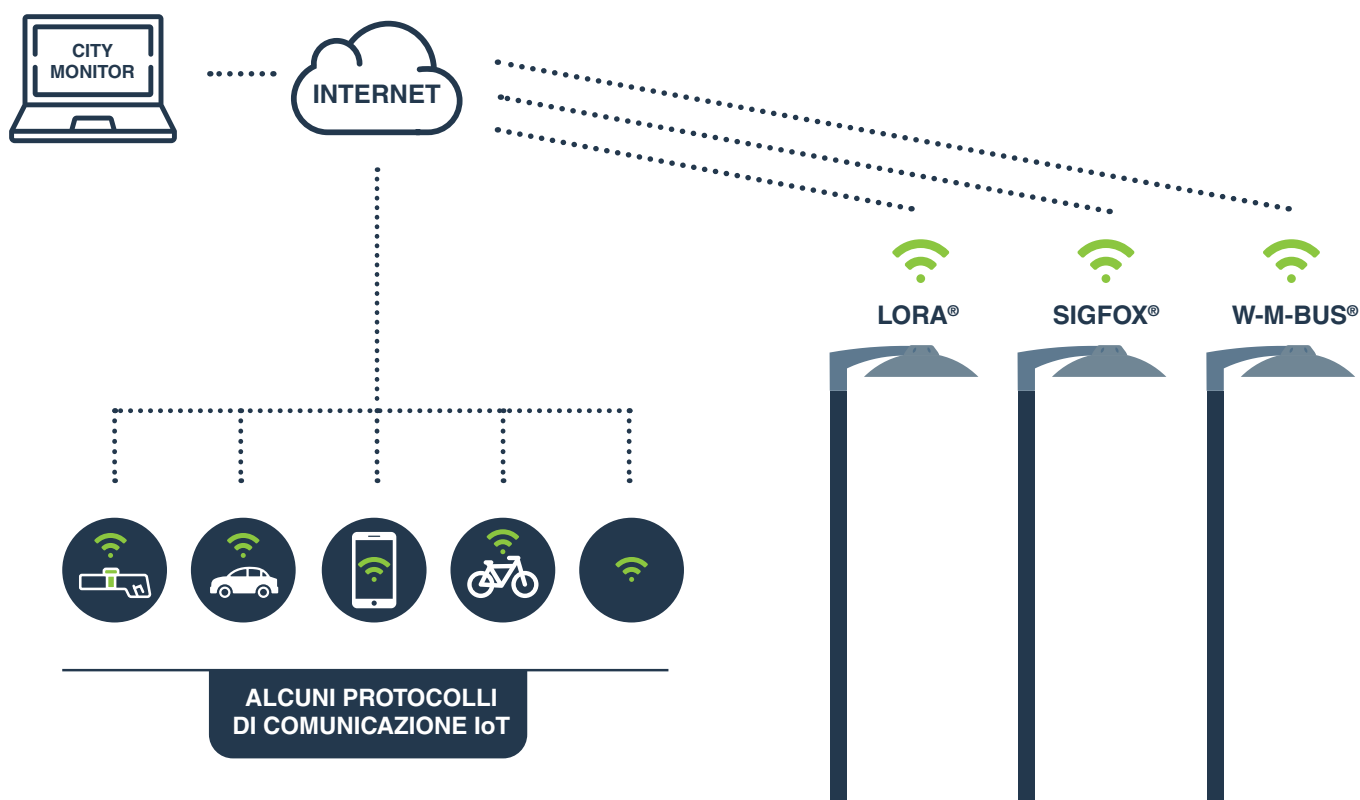 CITY
MONITOR
INTERNET
LORA®
SIGFOX®
W-M-BUS®
ALCUNI PROTOCOLLI
DI COMUNICAZIONE IoT